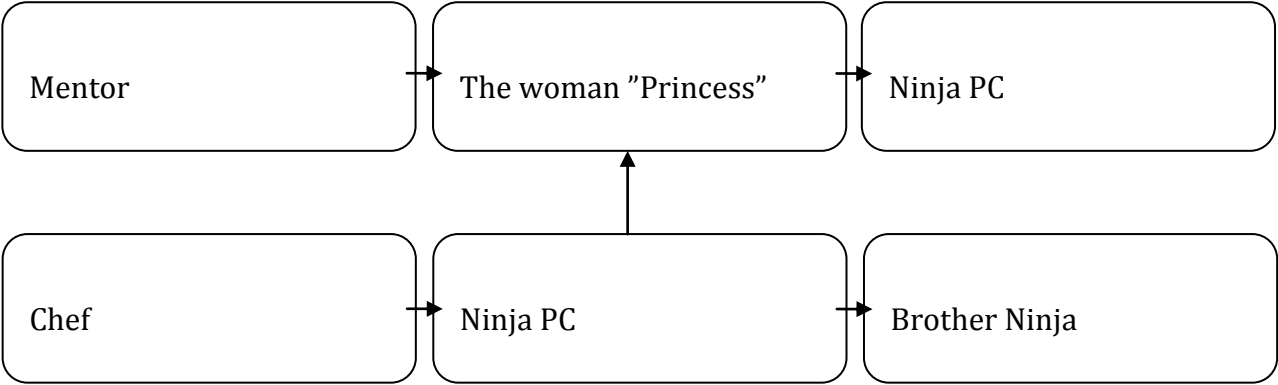 Mentor
The woman ”Princess”
Ninja PC
Chef
Ninja PC
Brother Ninja